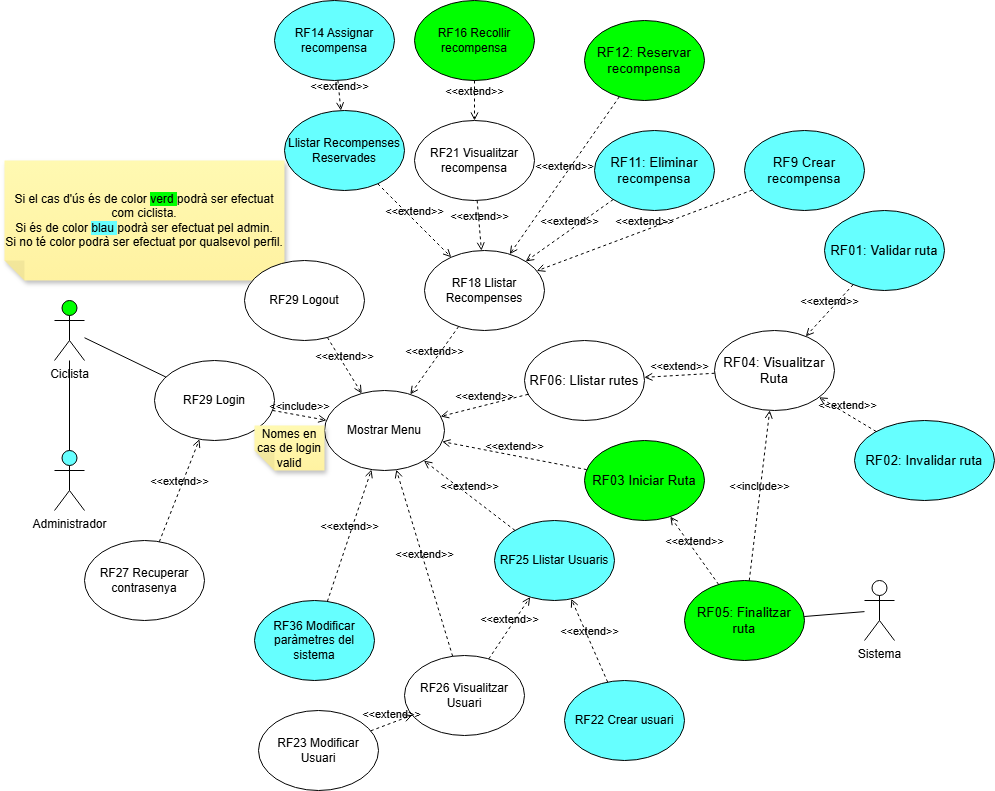 RF14 Assignar
recompensa
RF16 Recollir
recompensa
RF12: Reservar
recompensa
<<extend>>
<<extend>>
Llistar Recompenses
Reservades
RF21 Visualitzar
recompensa
<<extend>>
RF11: Eliminar
recompensa
RF9 Crear
recompensa
Si el cas d'ús és de color verd podrà ser efectuat
com ciclista.
Si és de color blau podrà ser efectuat pel admin.
Si no té color podrà ser efectuat por qualsevol perfil.
<<extend>>
<<extend>>
<<extend>>
<<extend>>
RF01: Validar ruta
RF29 Logout
RF18 Llistar
Recompenses
<<extend>>
<<extend>>
<<extend>>
Ciclista
RF29 Login
<<include>>
Mostrar Menu
<<extend>>
RF06: Llistar rutes
<<extend>>
RF04: Visualitzar
Ruta
<<extend>>
Nomes en
cas de login
valid
<<extend>>
RF02: Invalidar ruta
<<extend>>
RF03 Iniciar Ruta
<<extend>>
<<include>>
Administrador
<<extend>>
<<extend>>
<<extend>>
RF27 Recuperar
contrasenya
RF25 Llistar Usuaris
RF05: Finalitzar
ruta
Sistema
RF36 Modificar
paràmetres del
sistema
<<extend>>
<<extend>>
RF26 Visualitzar
Usuari
<<extend>>
RF22 Crear usuari
RF23 Modificar
Usuari